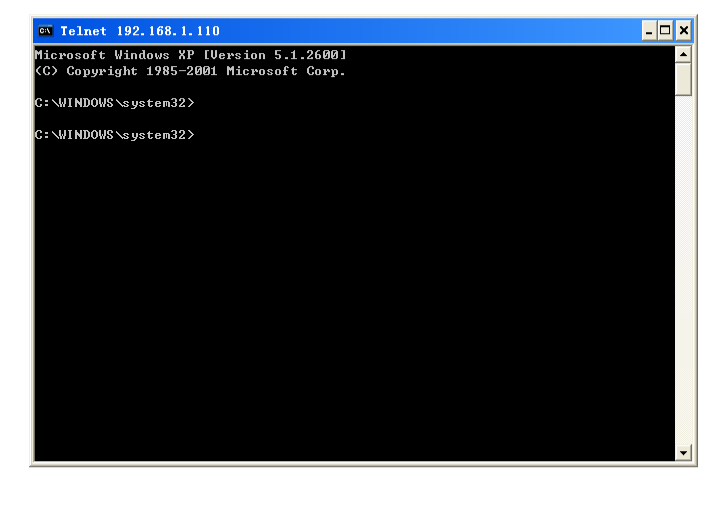 Telnet 192.168.1.110
Microsoft Windows XP [Version 5.1.2600]
(C) Copyright 1985-2001 Microsoft Corp.
C:\WINDOWS\system32>
C:\WINDOWS\system32>